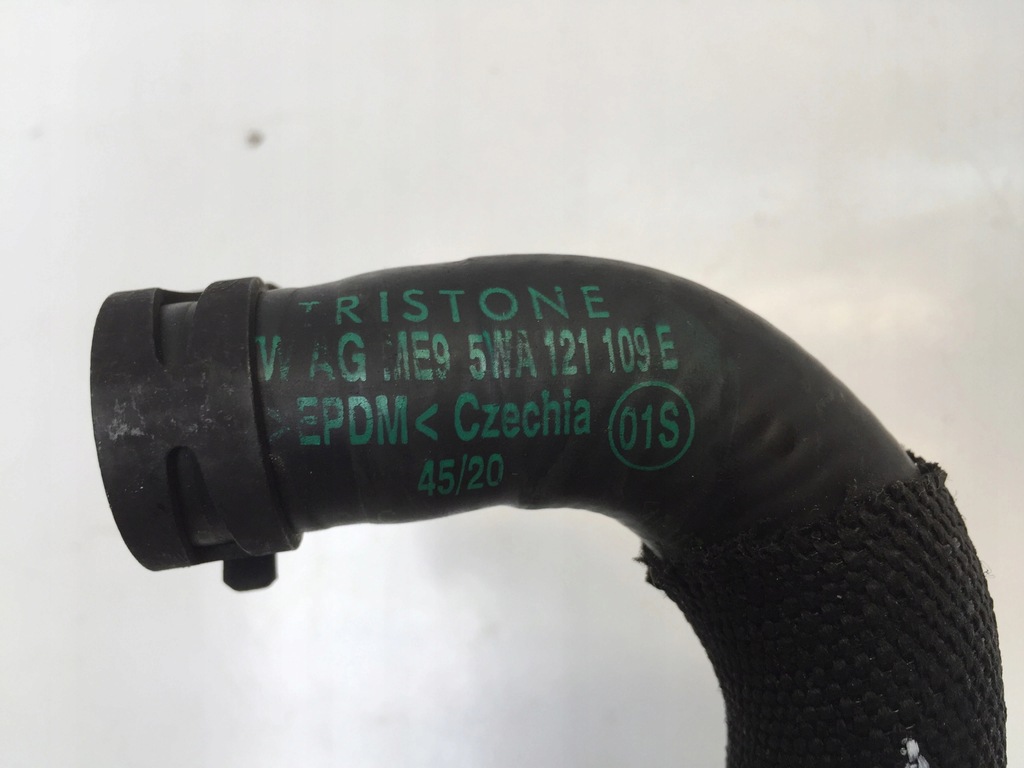 TRISTONE
VW AG ME9 5WA 121 109 E
>EPDM< Czechia 01S
45/20